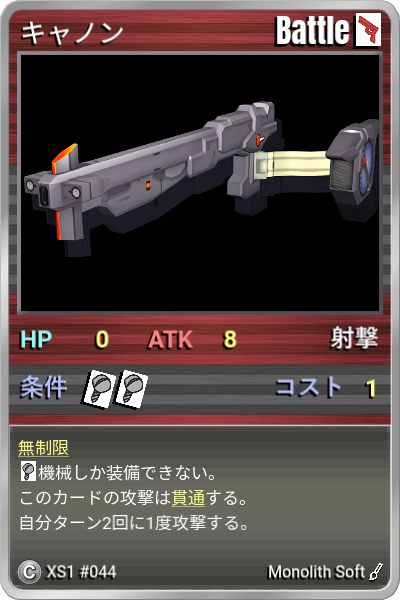 キャノン Battle
HP 0 ATK 8 射撃
条件 コスト 1
無制限
機械しか装備できない。
このカードの攻撃は貫通する。
自分ターン2回に1度攻撃する。
C XS1 #044 Monolith Soft